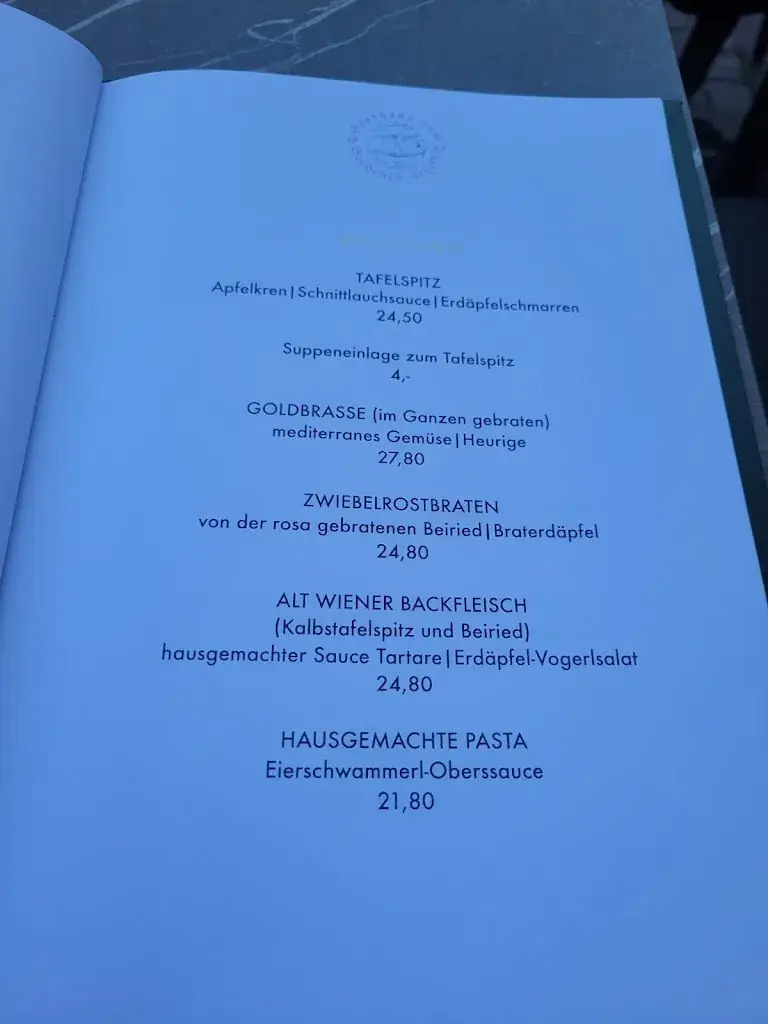 TAFELSPITZ
Apfelkren|Schnittlauchsauce|Erdäpfelschmarren
24,50
Suppeneinlage zum Tafelspitz
4,-
GOLDBRASSE (im Ganzen gebraten)
mediterranes Gemüse|Heurige
27,80
ZWIEBELROSTBRATEN
von der rosa gebratenen Beiried|Braterdäpfel
24,80
ALT WIENER BACKFLEISCH
(Kalbstafelspitz und Beiried)
hausgemachter Sauce Tartare|Erdäpfel-Vogerlsalat
24,80
HAUSGEMACHTE PASTA
Eierschwammerl-Oberssauce
21,80